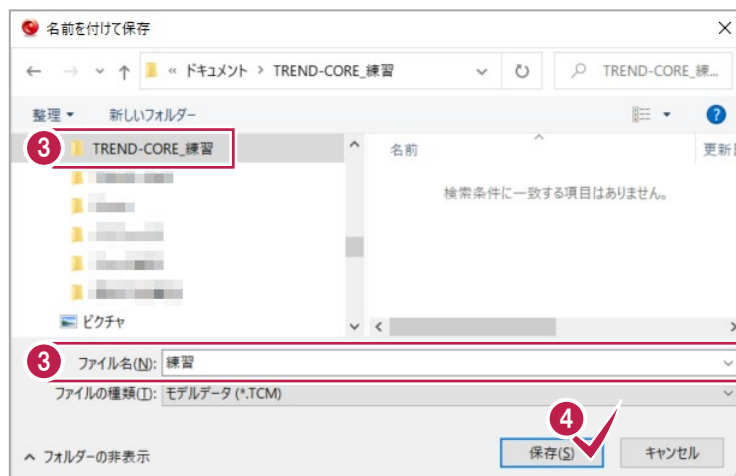 名前を付けて保存
« ドキュメント > TREND-CORE_練習
TREND-CORE_練...
整理 新しいフォルダー
3 TREND-CORE_練習
名前 更新
検索条件に一致する項目はありません。
ピクチャ
3 ファイル名(N): 練習
ファイルの種類(T): モデルデータ (*.TCM)
4
フォルダーの非表示 保存(S) キャンセル